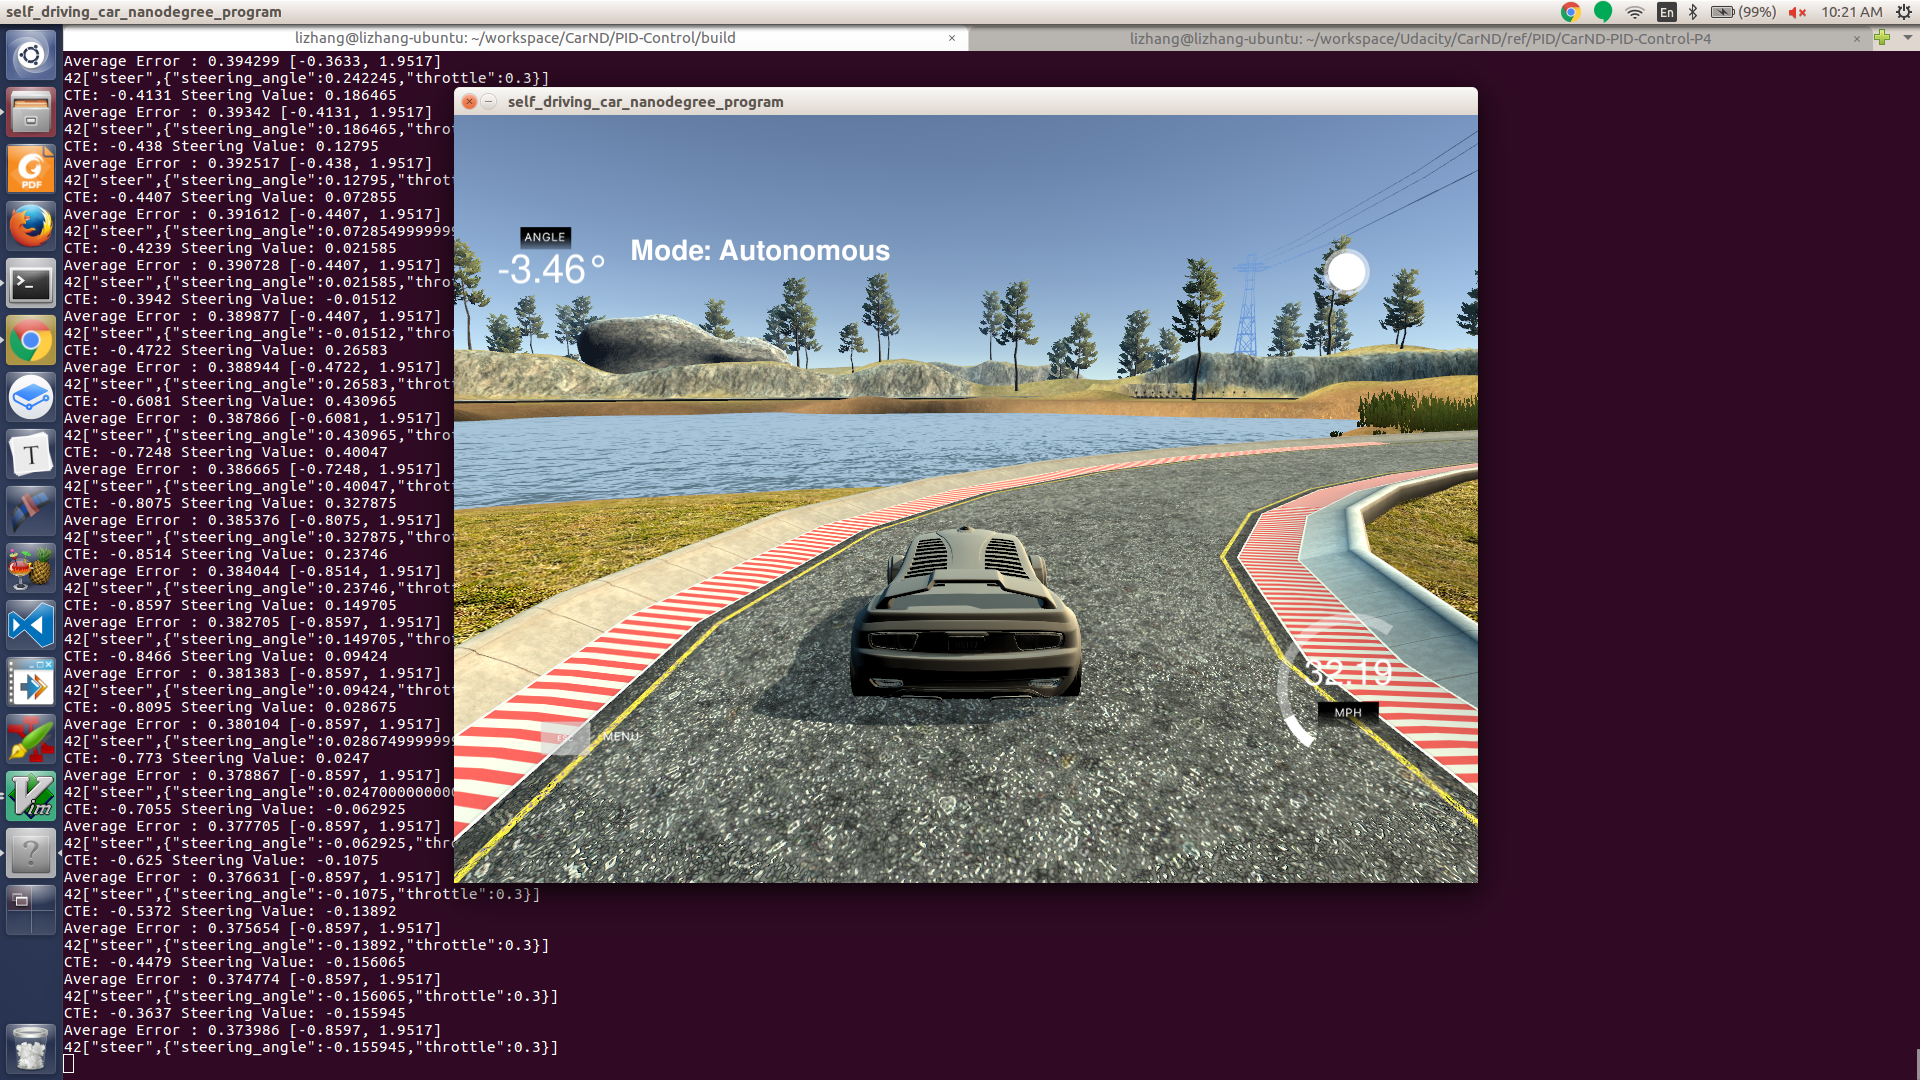 self_driving_car_nanodegree_program
En
(99%)
10:21 AM
lizhang@lizhang-ubuntu: ~/workspace/CarND/PID-Control/build
×
lizhang@lizhang-ubuntu: ~/workspace/Udacity/CarND/ref/PID/CarND-PID-Control-P4
×
Average Error : 0.394299 [-0.3633, 1.9517]
42["steer",{"steering_angle":0.242245,"throttle":0.3}]
CTE: -0.4131 Steering Value: 0.186465
Average Error : 0.39342 [-0.4131, 1.9517]
42["steer",{"steering_angle":0.186465,"thro
CTE: -0.438 Steering Value: 0.12795
Average Error : 0.392517 [-0.438, 1.9517]
42["steer",{"steering_angle":0.12795,"throt
CTE: -0.4407 Steering Value: 0.072855
Average Error : 0.391612 [-0.4407, 1.9517]
42["steer",{"steering_angle":0.0728549999999
CTE: -0.4239 Steering Value: 0.021585
Average Error : 0.390728 [-0.4407, 1.9517]
42["steer",{"steering_angle":0.021585,"thro
CTE: -0.3942 Steering Value: -0.01512
Average Error : 0.389877 [-0.4407, 1.9517]
42["steer",{"steering_angle":-0.01512,"thro
CTE: -0.4722 Steering Value: 0.26583
Average Error : 0.388944 [-0.4722, 1.9517]
42["steer",{"steering_angle":0.26583,"throt
CTE: -0.6081 Steering Value: 0.430965
Average Error : 0.387866 [-0.6081, 1.9517]
42["steer",{"steering_angle":0.430965,"thro
CTE: -0.7248 Steering Value: 0.40047
Average Error : 0.386665 [-0.7248, 1.9517]
42["steer",{"steering_angle":0.40047,"throt
CTE: -0.8075 Steering Value: 0.327875
Average Error : 0.385376 [-0.8075, 1.9517]
42["steer",{"steering_angle":0.327875,"thro
CTE: -0.8514 Steering Value: 0.23746
Average Error : 0.384044 [-0.8514, 1.9517]
42["steer",{"steering_angle":0.23746,"throt
CTE: -0.8597 Steering Value: 0.149705
Average Error : 0.382705 [-0.8597, 1.9517]
42["steer",{"steering_angle":0.149705,"thro
CTE: -0.8466 Steering Value: 0.09424
Average Error : 0.381383 [-0.8597, 1.9517]
42["steer",{"steering_angle":0.09424,"throt
CTE: -0.8095 Steering Value: 0.028675
Average Error : 0.380104 [-0.8597, 1.9517]
42["steer",{"steering_angle":0.0286749999999
CTE: -0.773 Steering Value: 0.0247
Average Error : 0.378867 [-0.8597, 1.9517]
42["steer",{"steering_angle":0.0247000000000
CTE: -0.7055 Steering Value: -0.062925
Average Error : 0.377705 [-0.8597, 1.9517]
42["steer",{"steering_angle":-0.062925,"thr
CTE: -0.625 Steering Value: -0.1075
Average Error : 0.376631 [-0.8597, 1.9517]
42["steer",{"steering_angle":-0.1075,"throttle":0.3}]
CTE: -0.5372 Steering Value: -0.13892
Average Error : 0.375654 [-0.8597, 1.9517]
42["steer",{"steering_angle":-0.13892,"throttle":0.3}]
CTE: -0.4479 Steering Value: -0.156065
Average Error : 0.374774 [-0.8597, 1.9517]
42["steer",{"steering_angle":-0.156065,"throttle":0.3}]
CTE: -0.3637 Steering Value: -0.155945
Average Error : 0.373986 [-0.8597, 1.9517]
42["steer",{"steering_angle":-0.155945,"throttle":0.3}]
self_driving_car_nanodegree_program
ANGLE
-3.46°
Mode: Autonomous
32.19
MPH
ESC
MENU
PDF
T
Vim
?